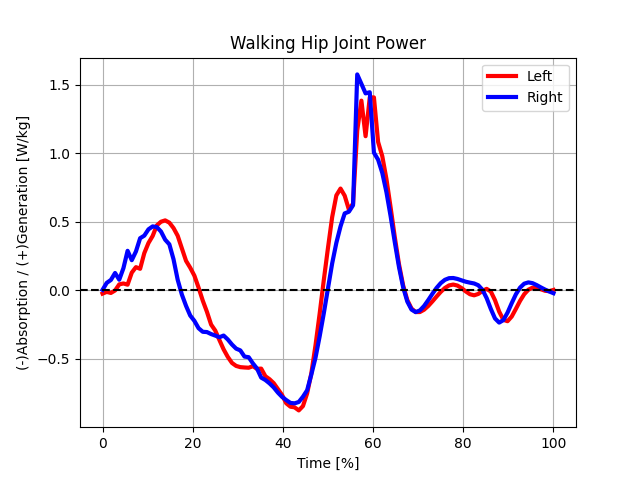 Walking Hip Joint Power
(-)Absorption / (+)Generation [W/kg]
1.5
1.0
0.5
0.0
−0.5
Left
Right
0
20
40
60
80
100
Time [%]